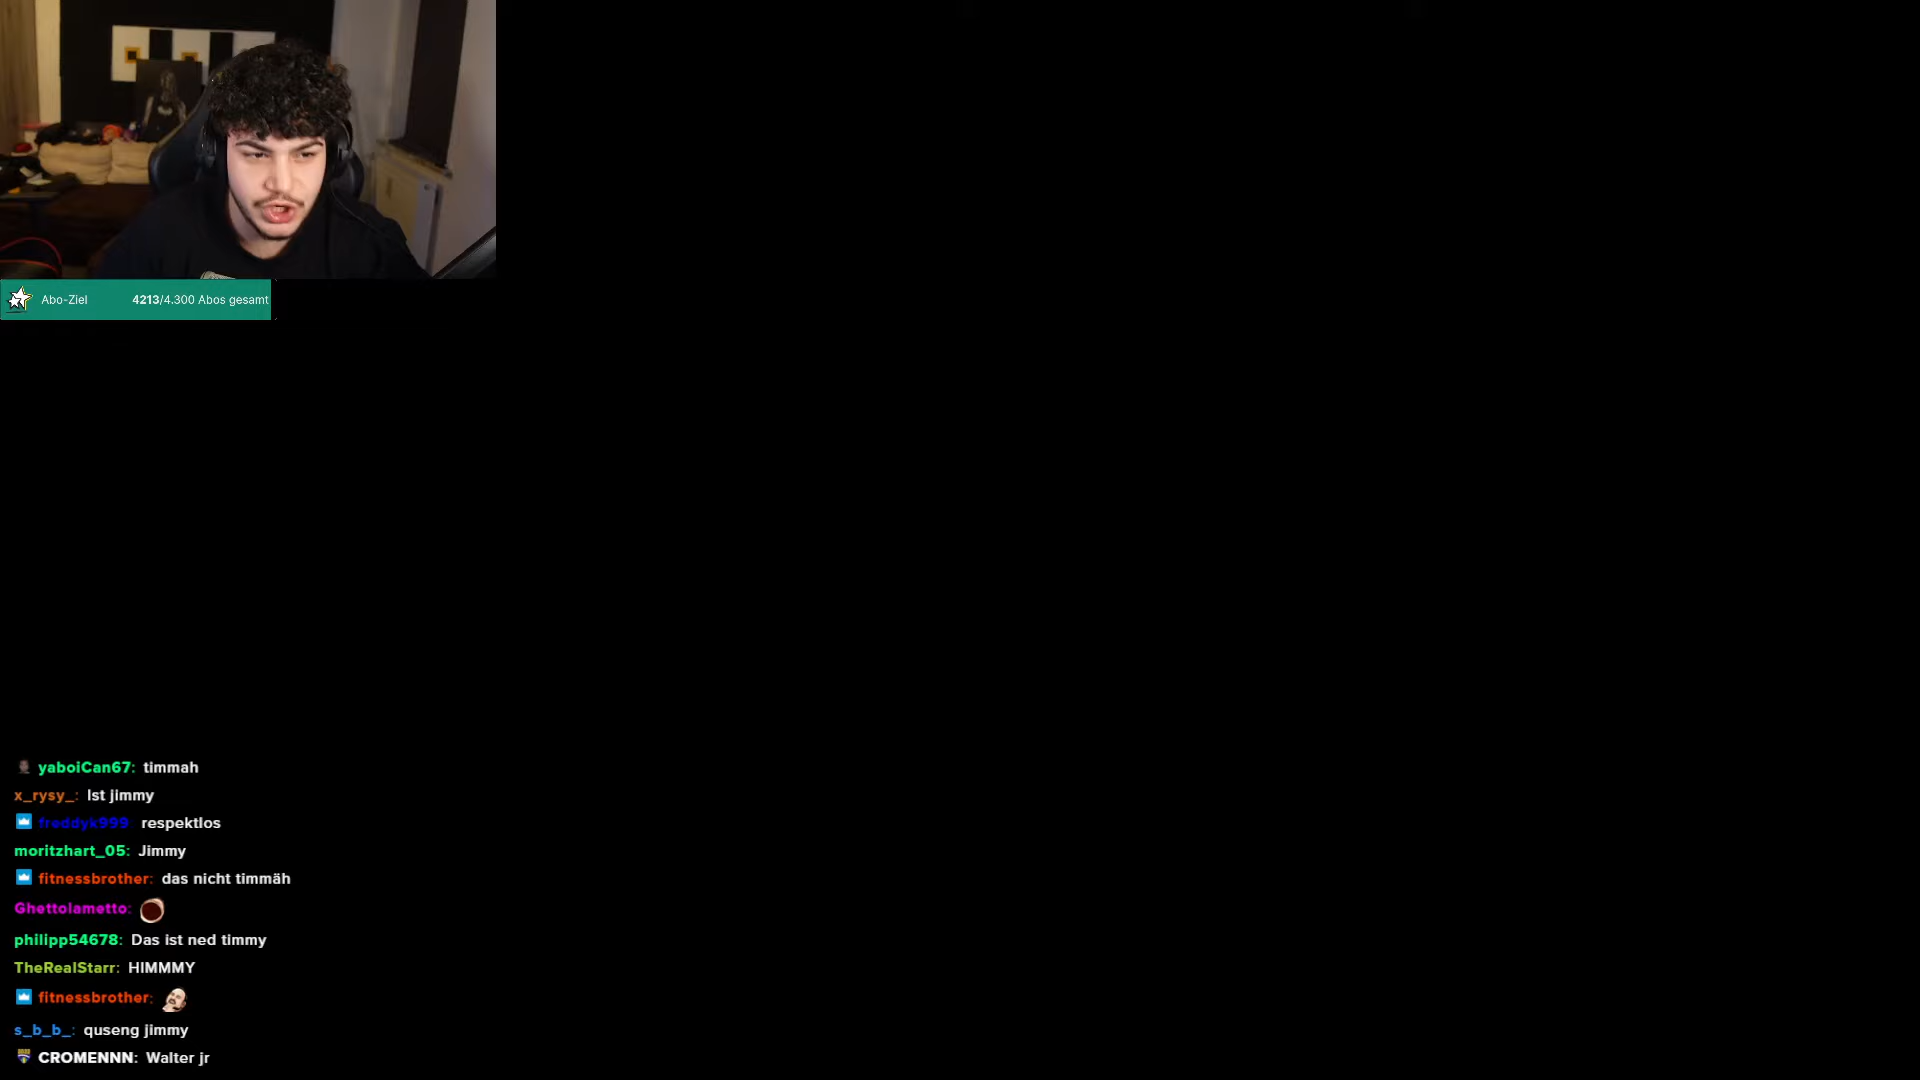 Abo-Ziel 4213/4.300 Abos gesamt
yaboiCan67: timmah
x_rysy_: Ist jimmy
freddyk999: respektlos
moritzhart_05: Jimmy
fitnessbrother: das nicht timmäh
Ghettolametto:
philipp54678: Das ist ned timmy
TheRealStarr: HIMMMY
fitnessbrother:
s_b_b_: quseng jimmy
CROMENNN: Walter jr